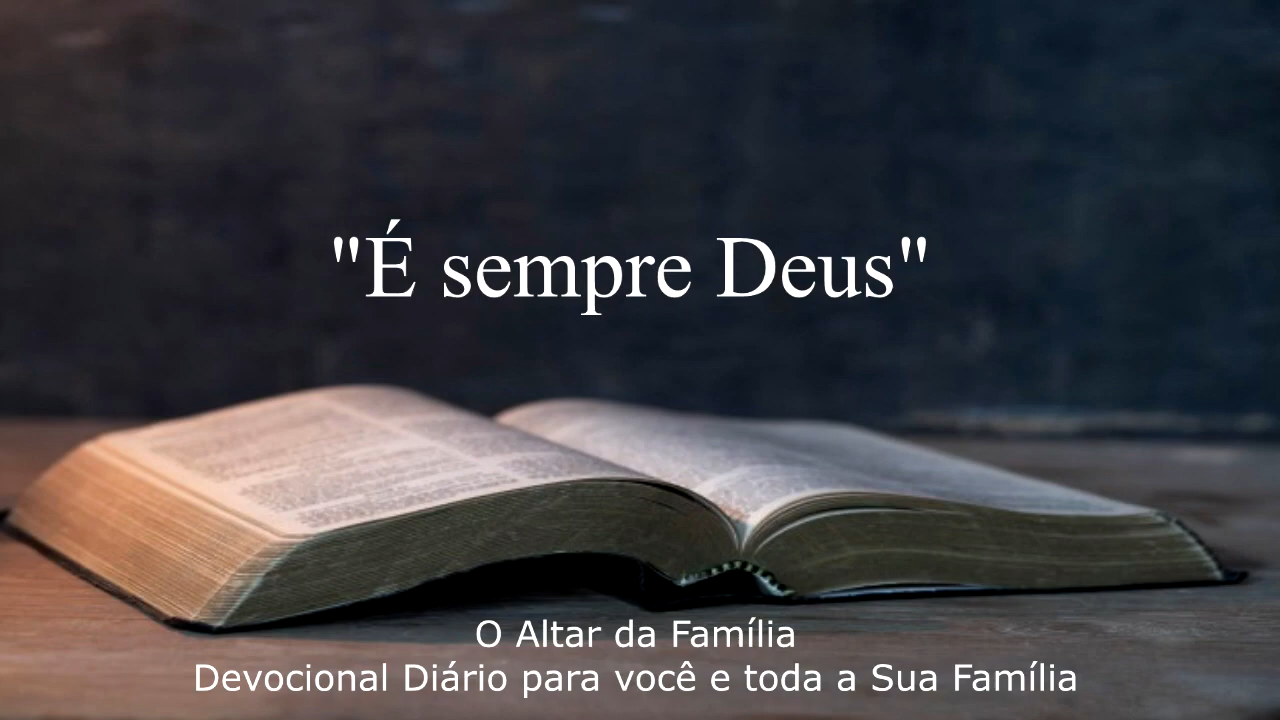 "É sempre Deus"
O Altar da Família
Devocional Diário para você e toda a Sua Família